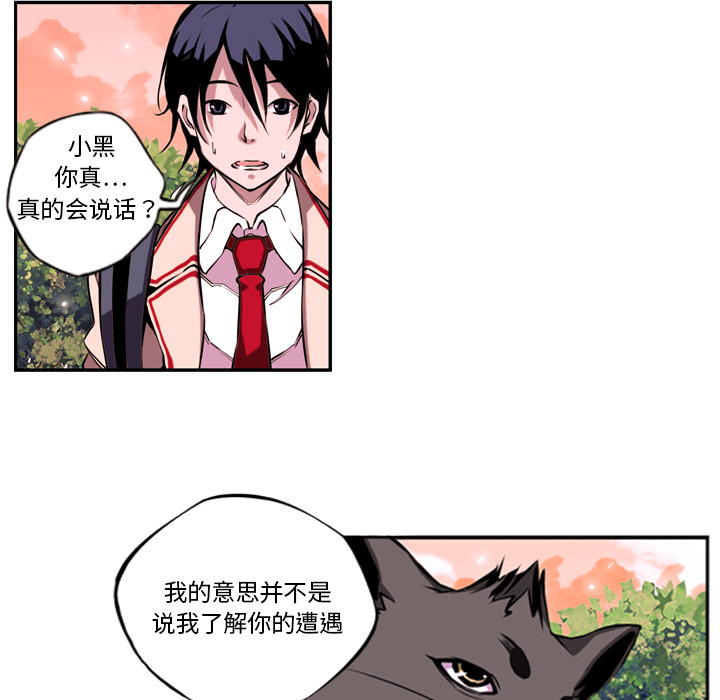 小黑
你真...
真的会说话？
我的意思并不是
说我了解你的遭遇